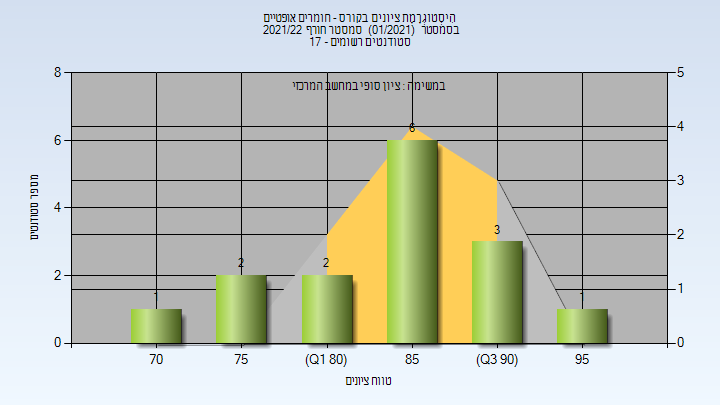 היסטוגרמת ציונים בקורס - חומרים אופטיים
בסמסטר (01/2021) סמסטר חורף 2021/22
סטודנטים רשומים - 17
במשימה : ציון סופי במחשב המרכזי
מספר סטודנטים
8
6
4
2
0
5
4
3
2
1
0
1
2
2
6
3
1
70
75
(Q1 80)
85
(Q3 90)
95
טווח ציונים